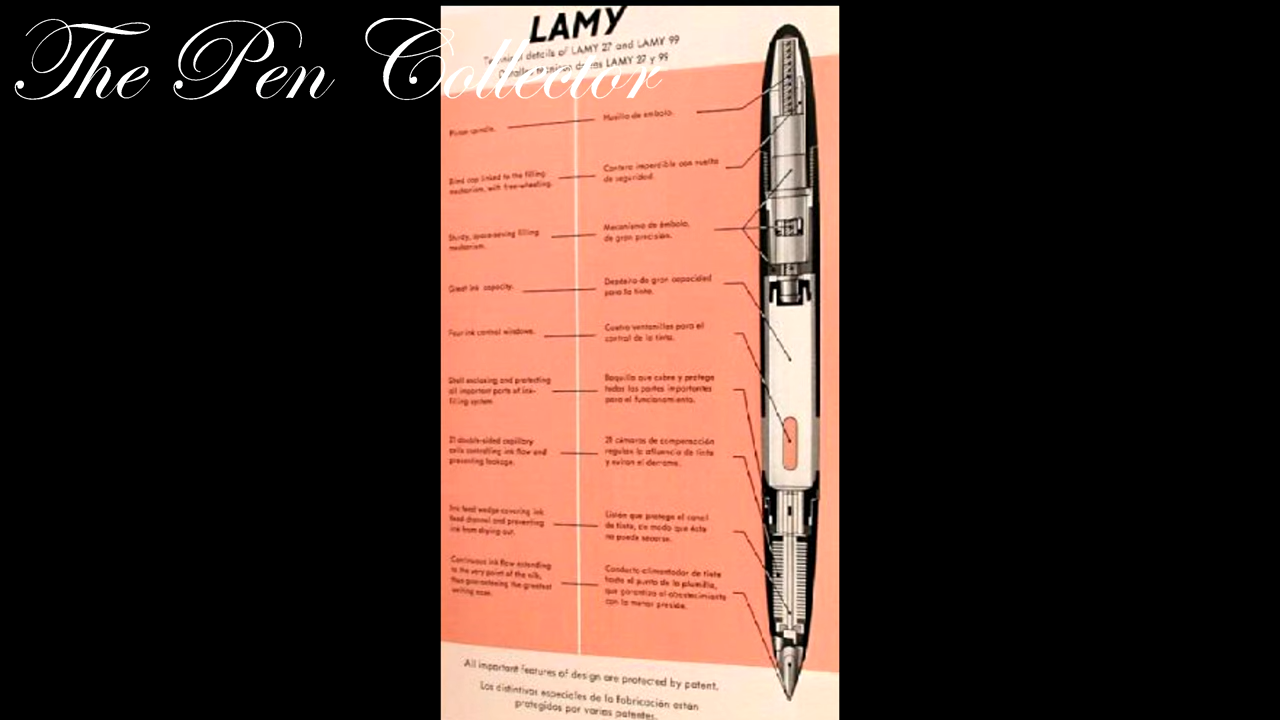 The Pen Collector
LAMY
Technical details of LAMY 27 and LAMY 99
Detalles técnicos de las LAMY 27 y 99
Piston spindle.
Husillo de émbolo.
Blind cap linked to the filling
mechanism, with free-wheeling.
Contera imperdible con vuelta
de seguridad.
Sturdy, space-saving filling
mechanism.
Mecanismo de émbolo,
de gran precisión.
Great ink capacity.
Depósito de gran capacidad
para la tinta.
Four ink control windows.
Cuatro ventanillas para el
control de la tinta.
Shell enclosing and protecting
all important parts of ink-
filling system.
Boquilla que cubre y protege
todas las partes importantes
para el funcionamiento.
21 double-sided capillary
cells controlling ink flow and
preventing leakage.
21 cámaras de compensación
regulan la afluencia de tinta
y evitan el derrame.
Ink feed wedge covering ink
feed channel and preventing
ink from drying out.
Listón que protege el canal
de tinta, de modo que ésta
no puede secarse.
Continuous ink flow extending
to the very point of the nib,
thus guaranteeing the greatest
writing ease.
Conducto alimentador de tinta
hasta el punto de la plumilla,
que garantiza el abastecimiento
con la menor presión.
All important features of design are protected by patent.
Los distintivos especiales de la fabricación están
protegidos por varias patentes.